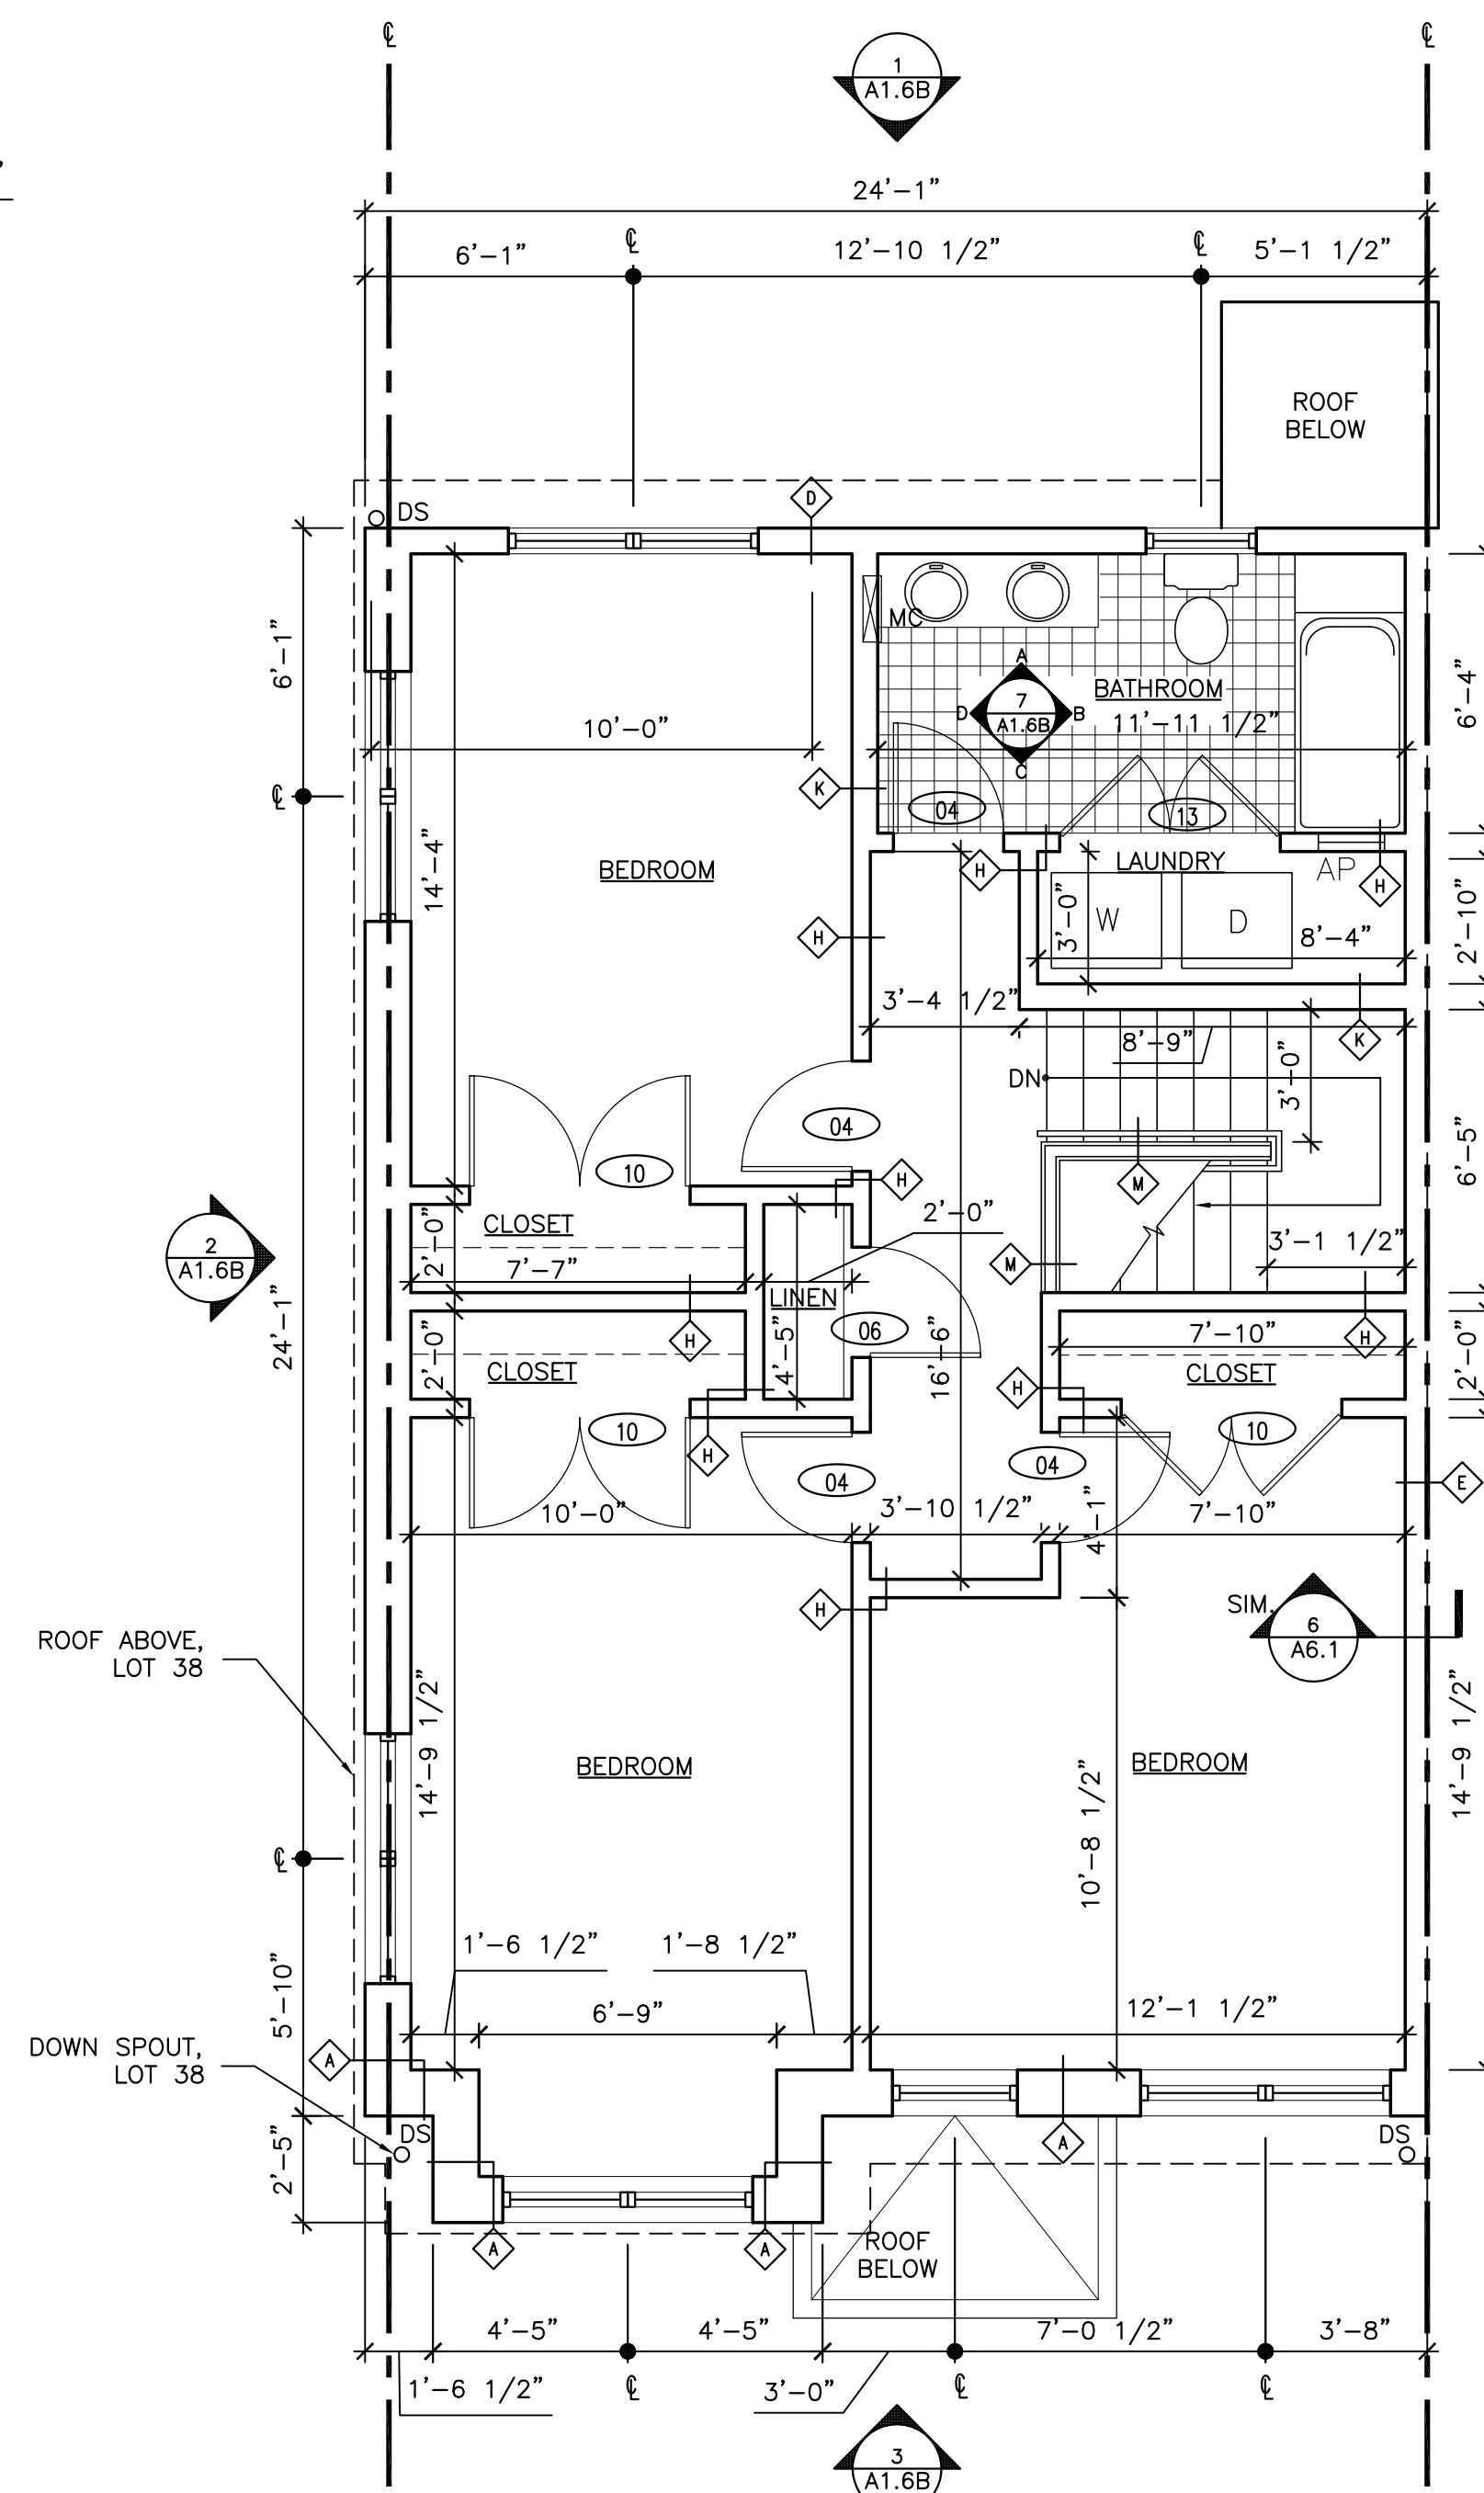 ℄
℄
1
A1.6B
24'-1"
6'-1"
℄
12'-10 1/2"
℄
5'-1 1/2"
ROOF
BELOW
DS
D
6'-1"
MC
A
BATHROOM
7
D
B
A1.6B
C
11'-11 1/2"
6'-4"
10'-0"
℄
K
04
13
14'-4"
BEDROOM
H
LAUNDRY
AP
H
3'-0"
W
D
8'-4"
2'-10"
H
3'-4 1/2"
8'-9"
K
DN
3'-0"
04
10
H
M
6'-5"
2'-0"
CLOSET
2'-0"
2
A1.6B
7'-7"
M
3'-1 1/2"
LINEN
24'-1"
H
06
4'-5"
16'-6"
7'-10"
H
2'-0"
CLOSET
H
CLOSET
2'-0"
10
H
04
04
10
E
10'-0"
3'-10 1/2"
4'-1"
7'-10"
H
SIM.
6
A6.1
ROOF ABOVE,
LOT 38
14'-9 1/2"
14'-9 1/2"
BEDROOM
BEDROOM
10'-8 1/2"
℄
1'-6 1/2"
1'-8 1/2"
5'-10"
6'-9"
12'-1 1/2"
DOWN SPOUT,
LOT 38
A
DS
A
DS
2'-5"
A
A
ROOF
BELOW
4'-5"
4'-5"
7'-0 1/2"
3'-8"
1'-6 1/2"
℄
3'-0"
℄
℄
3
A1.6B